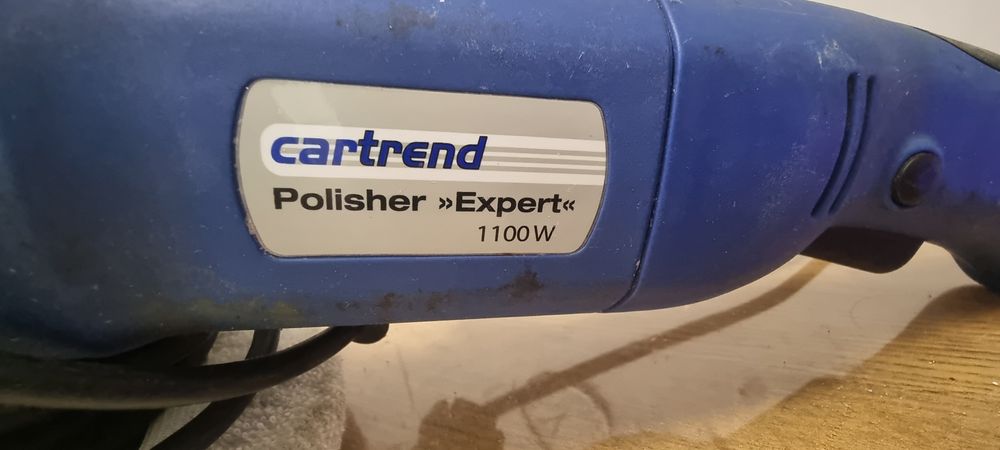 cartrend
Polisher »Expert«
1100 W